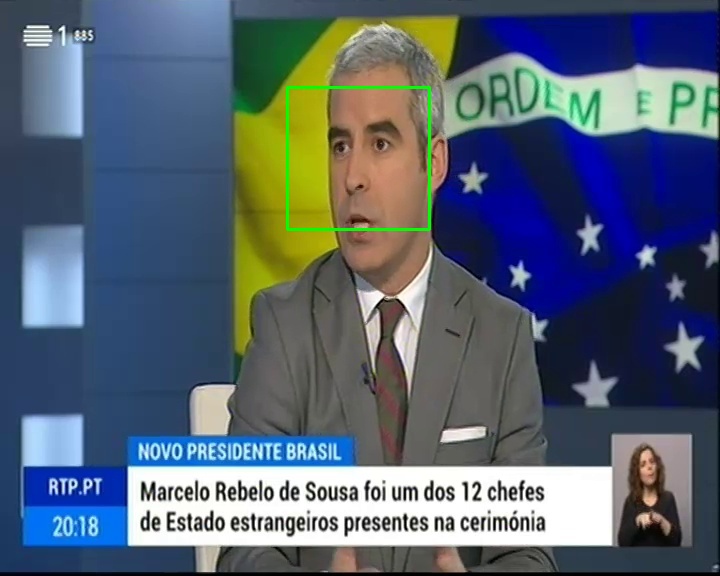 1
885
ORDEM E PR
NOVO PRESIDENTE BRASIL
RTP.PT
20:18
Marcelo Rebelo de Sousa foi um dos 12 chefes
de Estado estrangeiros presentes na cerimónia